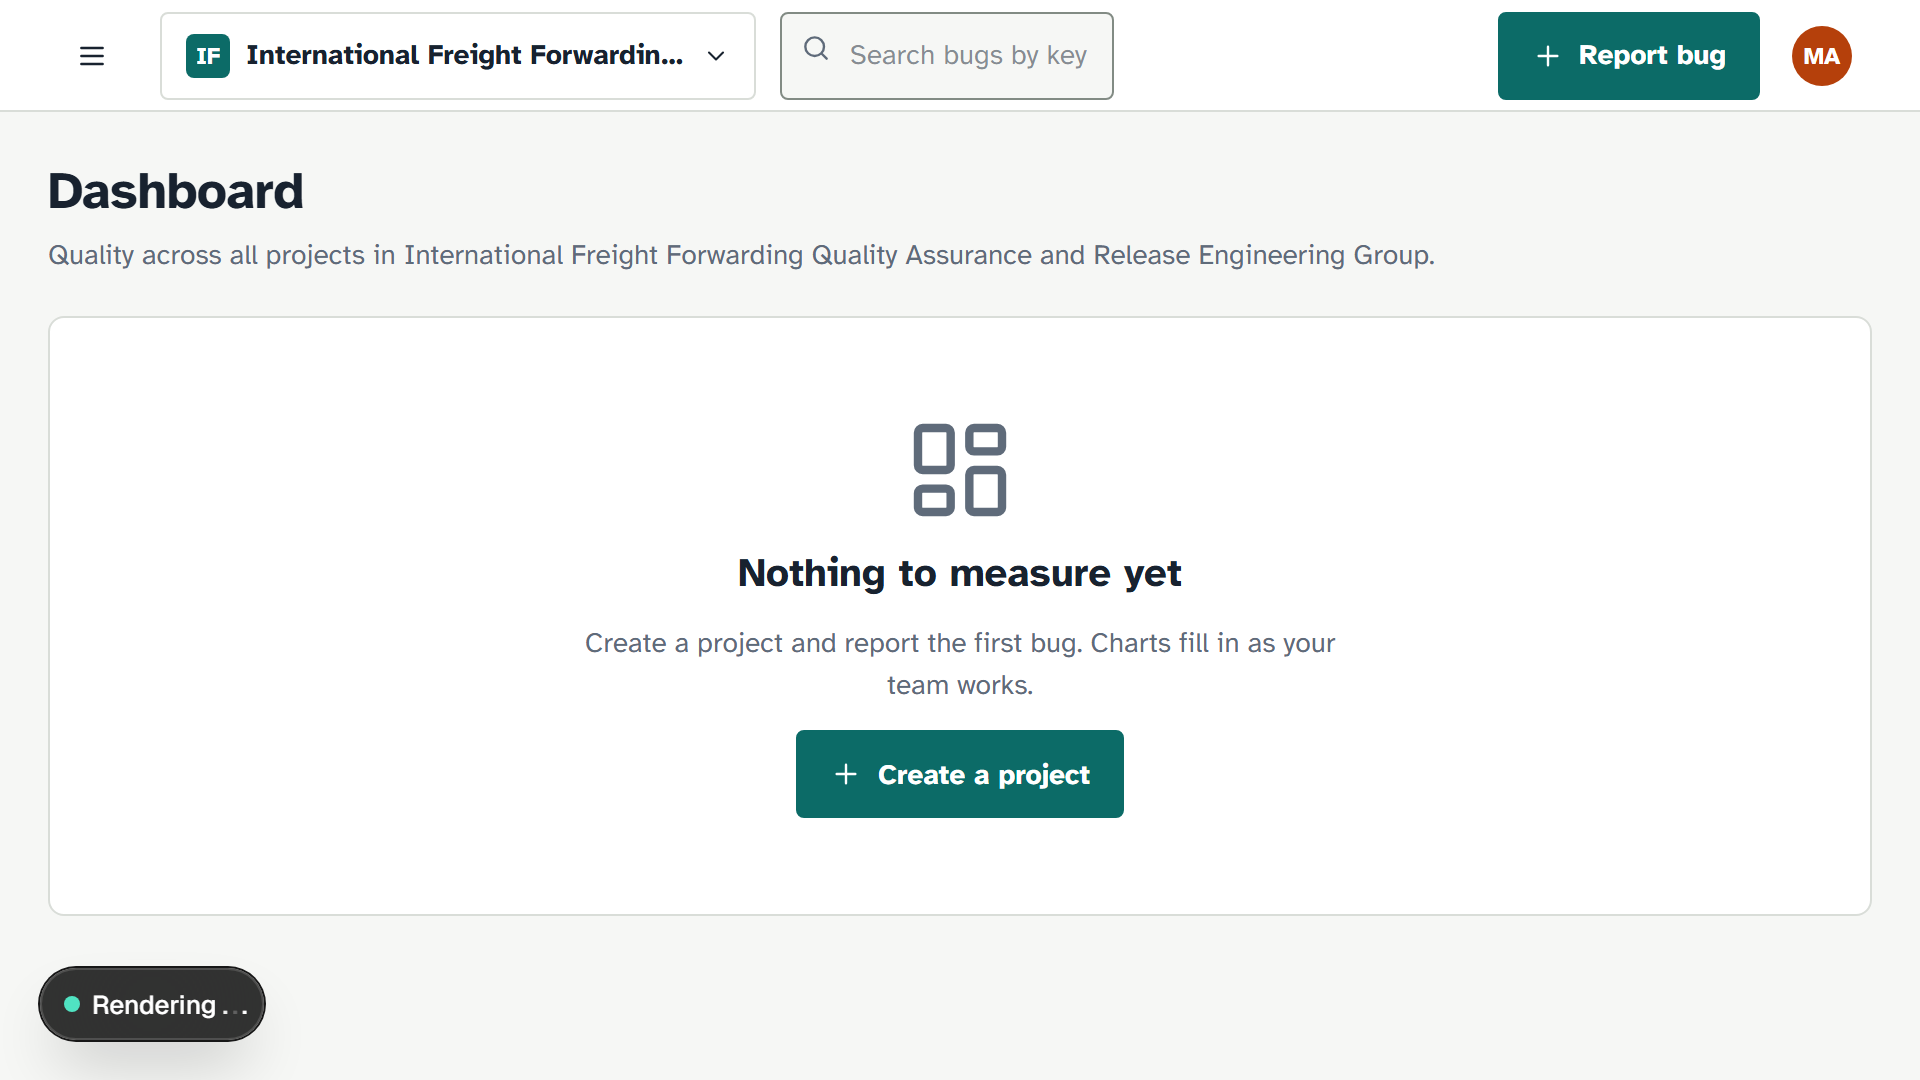 IF International Freight Forwardin...
Search bugs by key
Report bug
MA
Dashboard
Quality across all projects in International Freight Forwarding Quality Assurance and Release Engineering Group.
Nothing to measure yet
Create a project and report the first bug. Charts fill in as your
team works.
Create a project
Rendering...